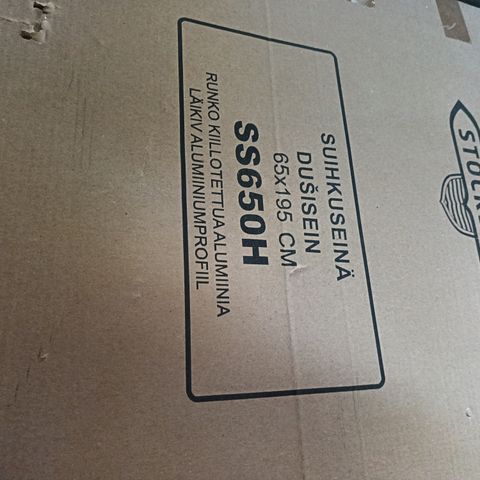 SUIHKUSEINÄ
DUŠISEIN
65x195 CM
SS650H
RUNKO KIILLOTETTUA ALUMIINIA
LÄIKIV ALUMIINIUMPROFIIL